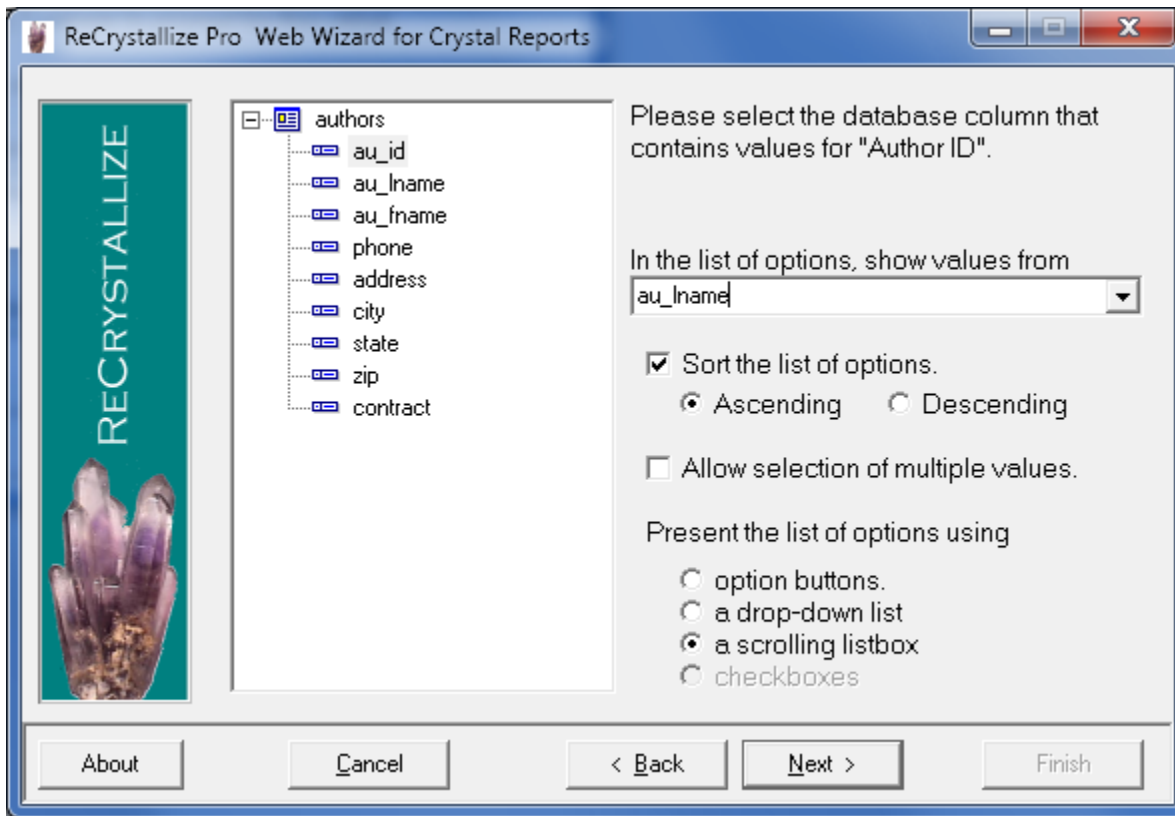 ReCrystallize Pro  Web Wizard for Crystal Reports
RECRYSTALLIZE
authors
au_id
au_lname
au_fname
phone
address
city
state
zip
contract
Please select the database column that
contains values for "Author ID".
In the list of options, show values from
au_lname
Sort the list of options.
Ascending Descending
Allow selection of multiple values.
Present the list of options using
option buttons.
a drop-down list
a scrolling listbox
checkboxes
About Cancel < Back Next > Finish